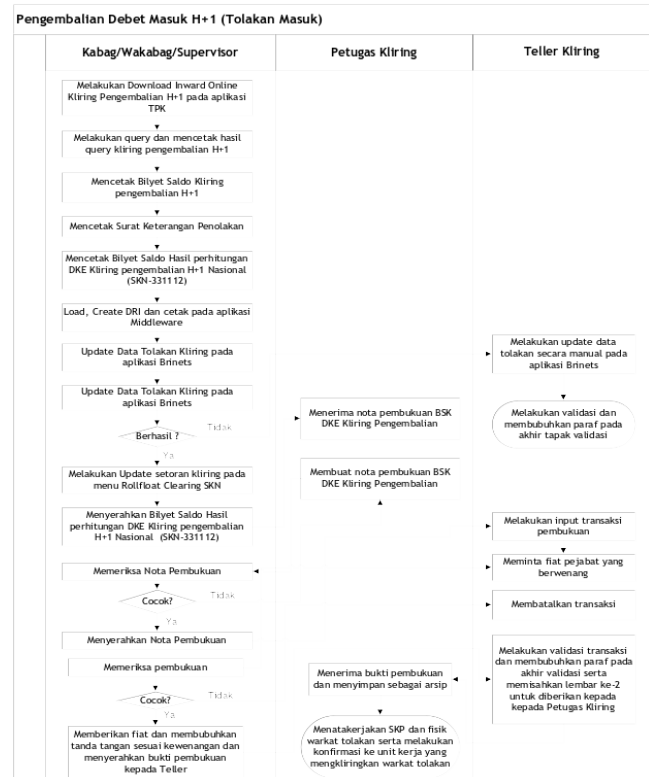 Pengembalian Debet Masuk H+1 (Tolakan Masuk)
Kabag/Wakabag/Supervisor
Petugas Kliring
Teller Kliring
Melakukan Download Inward Online
Kliring Pengembalian H+1 pada aplikasi
TPK
Melakukan query dan mencetak hasil
query kliring pengembalian H+1
Mencetak Bilyet Saldo Kliring
pengembalian H+1
Mencetak Surat Keterangan Penolakan
Mencetak Bilyet Saldo Hasil perhitungan
DKE Kliring pengembalian H+1 Nasional
(SKN-331112)
Load, Create DRI dan cetak pada aplikasi
Middleware
Update Data Tolakan Kliring pada
aplikasi Brinets
Update Data Tolakan Kliring pada
aplikasi Brinets
Berhasil ?
Tidak
Ya
Melakukan Update setoran kliring pada
menu Rollfloat Clearing SKN
Menyerahkan Bilyet Saldo Hasil
perhitungan DKE Kliring pengembalian
H+1 Nasional (SKN-331112)
Memeriksa Nota Pembukuan
Cocok?
Tidak
Ya
Menyerahkan Nota Pembukuan
Memeriksa pembukuan
Cocok?
Tidak
Ya
Memberikan fiat dan membubuhkan
tanda tangan sesuai kewenangan dan
menyerahkan bukti pembukuan
kepada Teller
Menerima nota pembukuan BSK
DKE Kliring Pengembalian
Membuat nota pembukuan BSK
DKE Kliring Pengembalian
Menerima bukti pembukuan
dan menyimpan sebagai arsip
Menatakerjakan SKP dan fisik
warkat tolakan serta melakukan
konfirmasi ke unit kerja yang
mengkliringkan warkat tolakan
Melakukan update data
tolakan secara manual pada
aplikasi Brinets
Melakukan validasi dan
membubuhkan paraf pada
akhir tapak validasi
Melakukan input transaksi
pembukuan
Meminta fiat pejabat yang
berwenang
Membatalkan transaksi
Melakukan validasi transaksi
dan membubuhkan paraf pada
akhir validasi serta
memisahkan lembar ke-2
untuk diberikan kepada
kepada Petugas Kliring